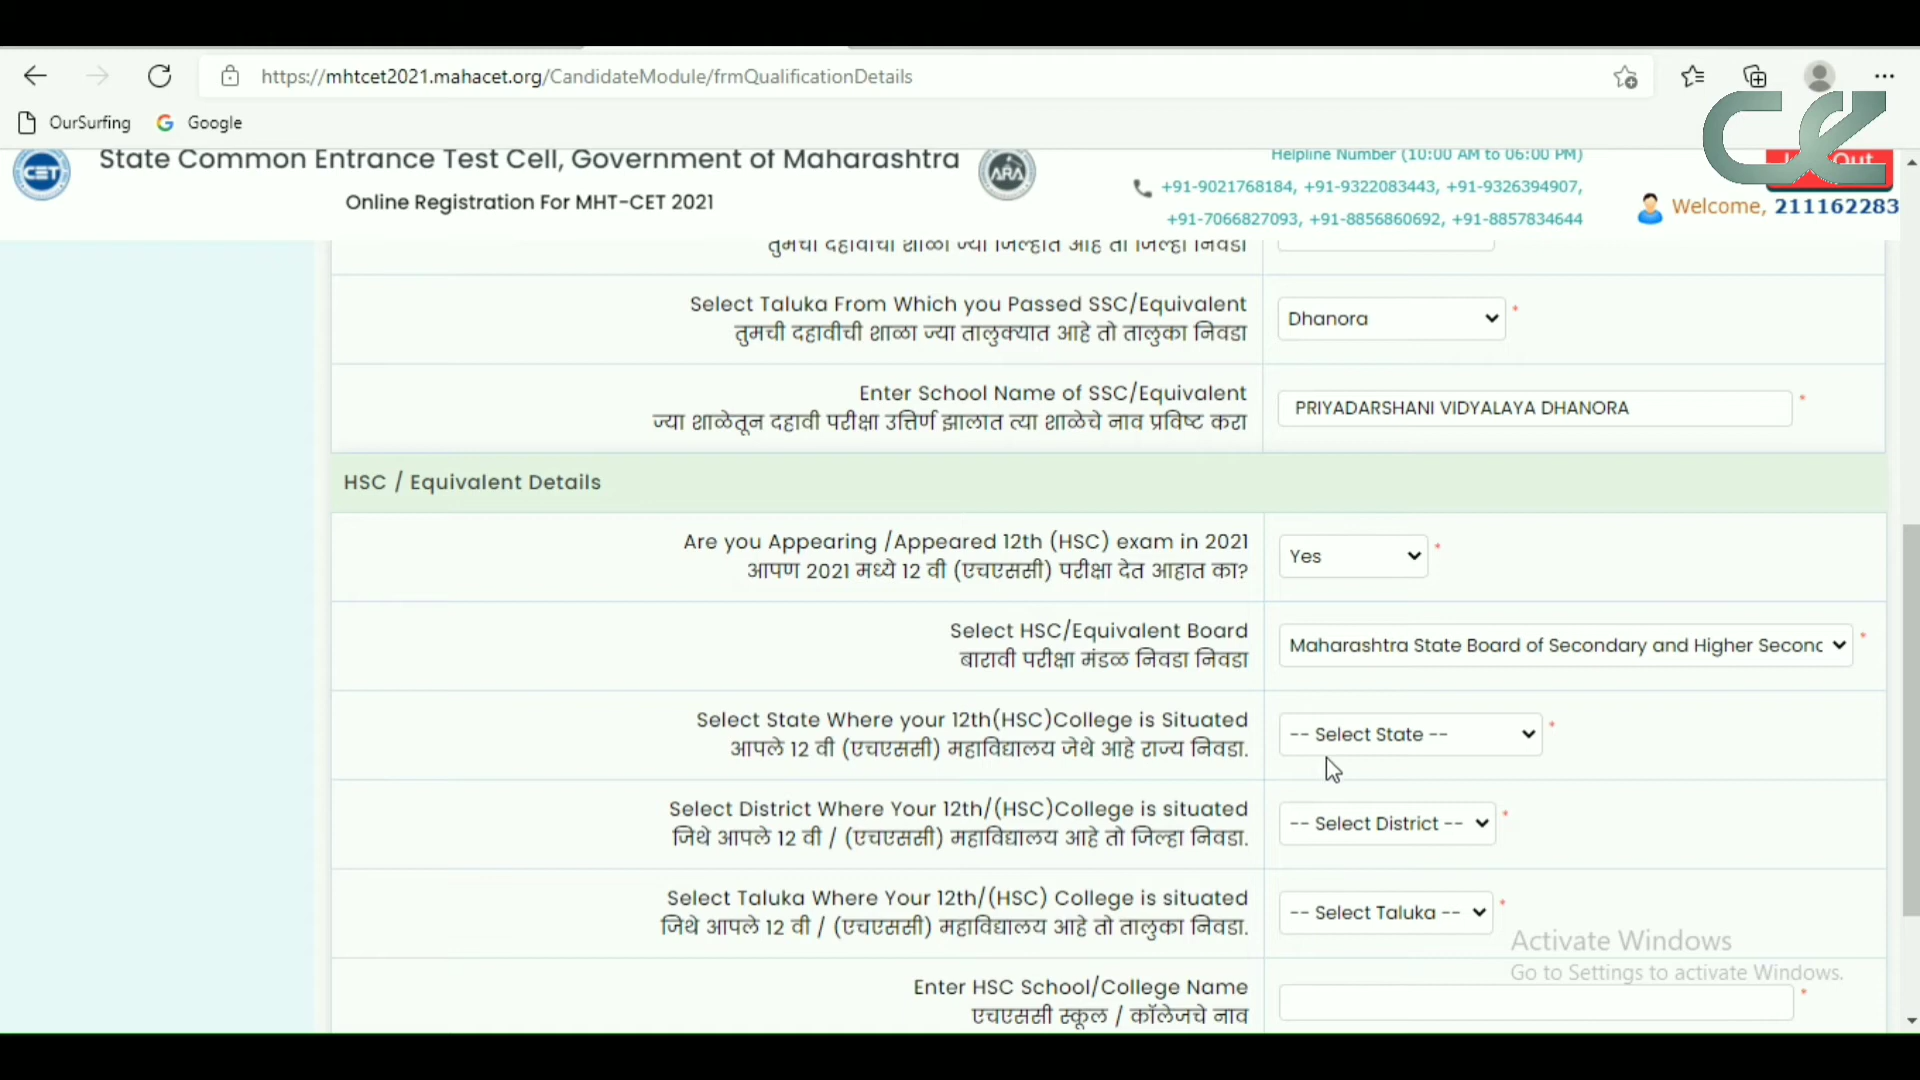 https://mhtcet2021.mahacet.org/CandidateModule/frmQualificationDetails
OurSurfing
Google
CET
State Common Entrance Test Cell, Government of Maharashtra
Online Registration For MHT-CET 2021
ARA
Helpline Number (10:00 AM to 06:00 PM)
+91-9021768184, +91-9322083443, +91-9326394907,
+91-7066827093, +91-8856860692, +91-8857834644
Out
Welcome, 211162283
तुमची दहावीची शाळा ज्या जिल्हात आहे तो जिल्हा निवडा
Select Taluka From Which you Passed SSC/Equivalent
तुमची दहावीची शाळा ज्या तालुक्यात आहे तो तालुका निवडा
Dhanora
*
Enter School Name of SSC/Equivalent
ज्या शाळेतून दहावी परीक्षा उत्तिर्ण झालात त्या शाळेचे नाव प्रविष्ट करा
PRIYADARSHANI VIDYALAYA DHANORA
*
HSC / Equivalent Details
Are you Appearing /Appeared 12th (HSC) exam in 2021
आपण 2021 मध्ये 12 वी (एचएससी) परीक्षा देत आहात का?
Yes
*
Select HSC/Equivalent Board
बारावी परीक्षा मंडळ निवडा निवडा
Maharashtra State Board of Secondary and Higher Secon
*
Select State Where your 12th(HSC)College is Situated
आपले 12 वी (एचएससी) महाविद्यालय जेथे आहे राज्य निवडा.
-- Select State --
*
Select District Where Your 12th/(HSC)College is situated
जिथे आपले 12 वी / (एचएससी) महाविद्यालय आहे तो जिल्हा निवडा.
-- Select District --
*
Select Taluka Where Your 12th/(HSC) College is situated
जिथे आपले 12 वी / (एचएससी) महाविद्यालय आहे तो तालुका निवडा.
-- Select Taluka --
*
Activate Windows
Go to Settings to activate Windows.
Enter HSC School/College Name
एचएससी स्कूल / कॉलेजचे नाव
*